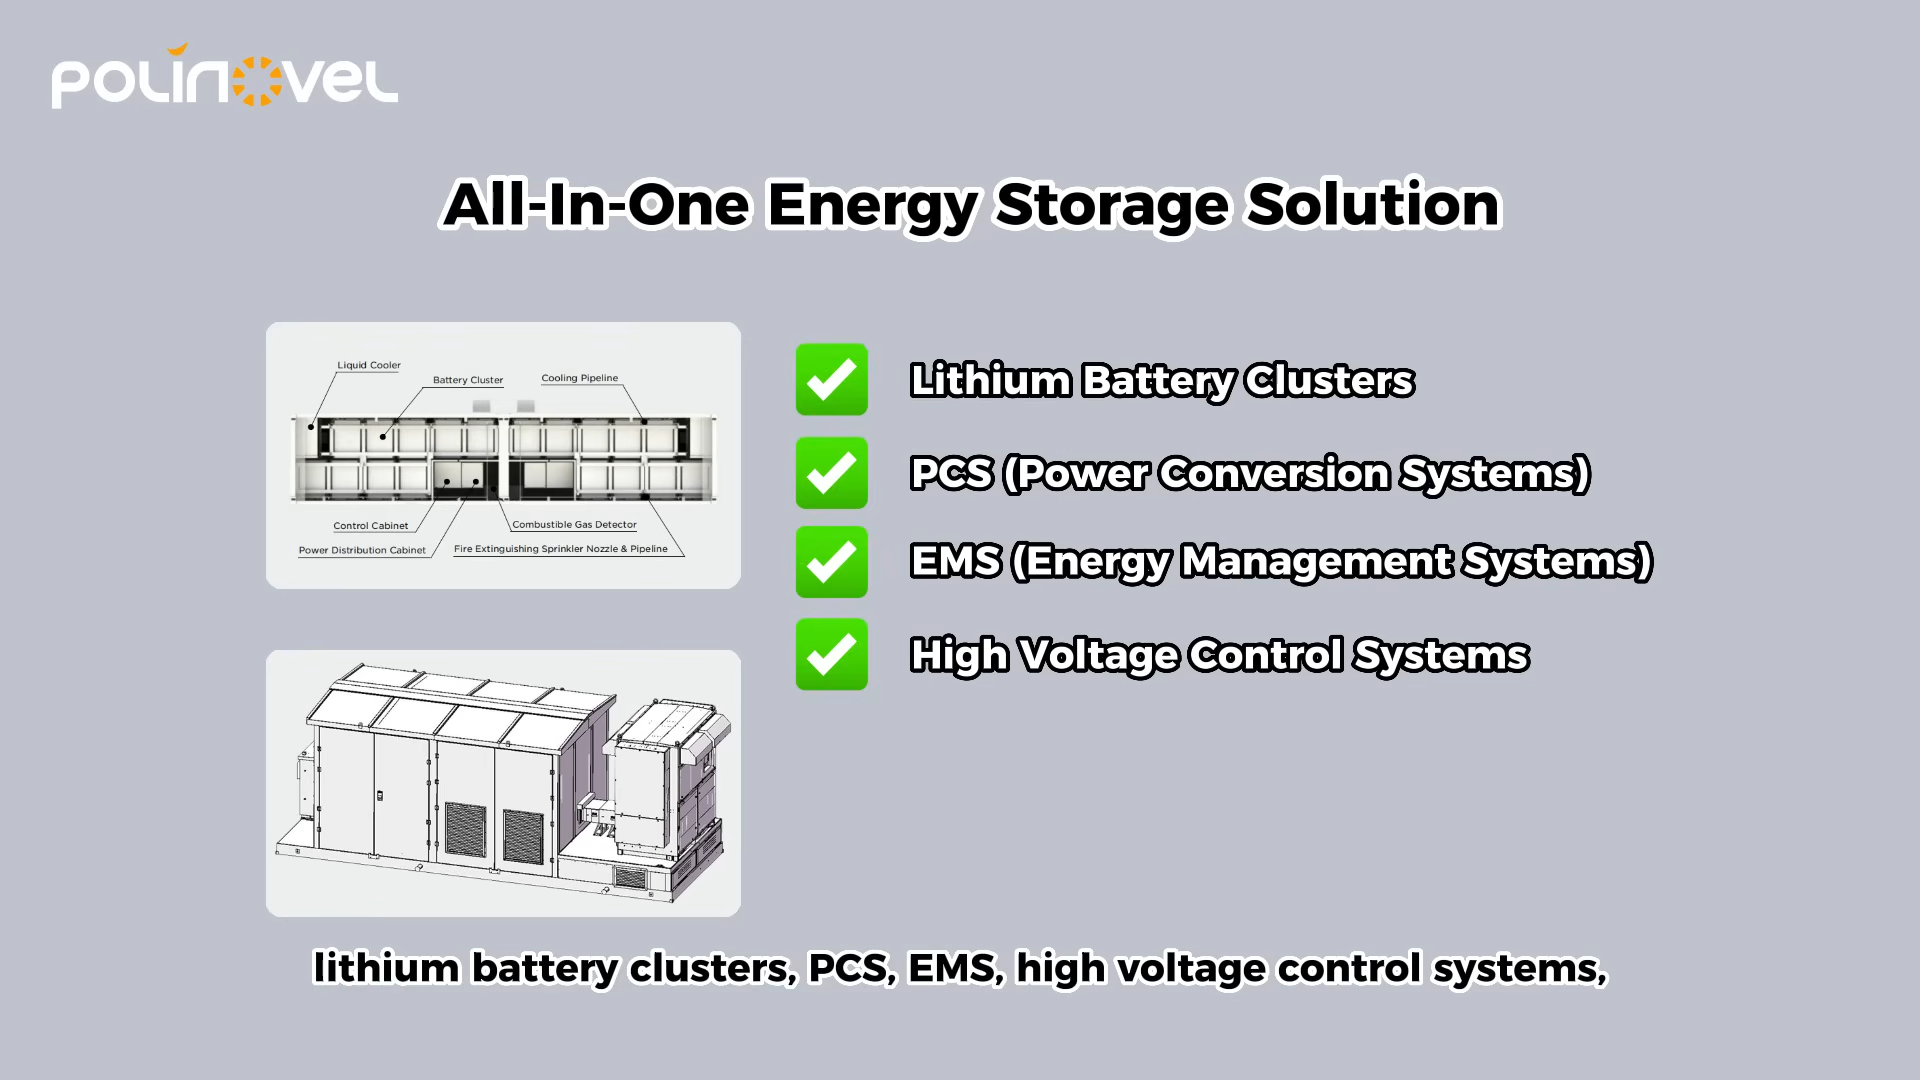 POLINOVEL
All-In-One Energy Storage Solution
Liquid Cooler
Battery Cluster
Cooling Pipeline
Control Cabinet
Combustible Gas Detector
Power Distribution Cabinet
Fire Extinguishing Sprinkler Nozzle & Pipeline
Lithium Battery Clusters
PCS (Power Conversion Systems)
EMS (Energy Management Systems)
High Voltage Control Systems
lithium battery clusters, PCS, EMS, high voltage control systems,